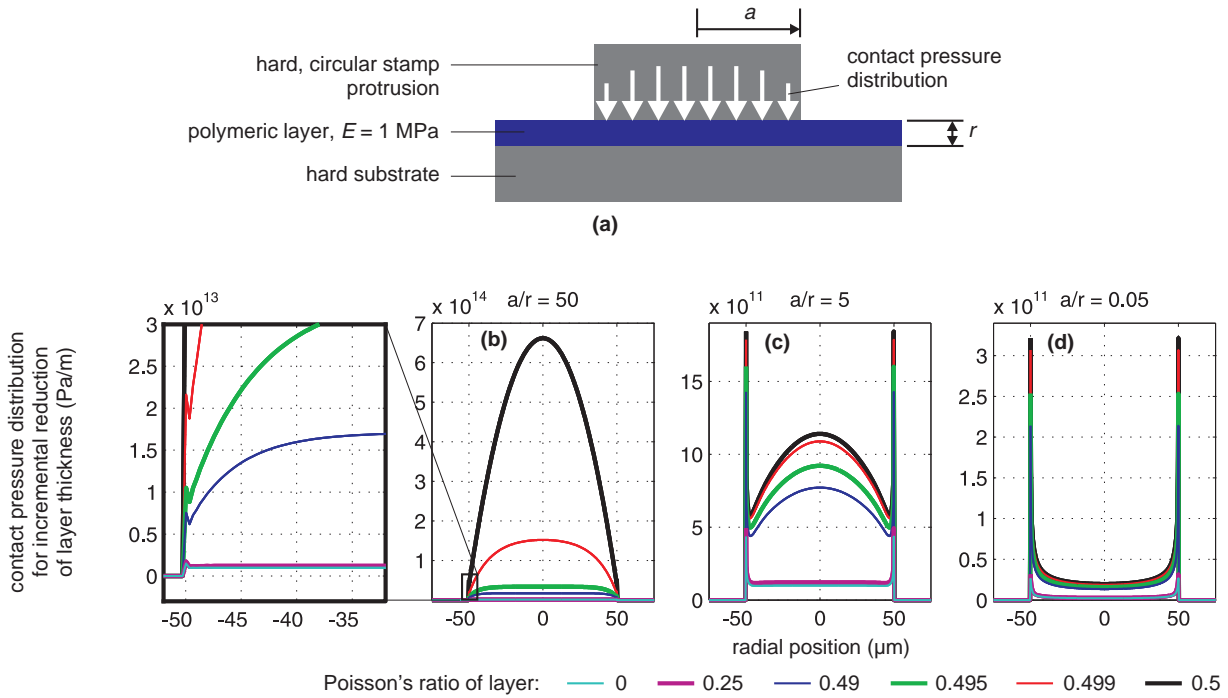 a
hard, circular stamp
protrusion
contact pressure
distribution
polymeric layer, E = 1 MPa
r
hard substrate
(a)
contact pressure distribution
for incremental reduction
of layer thickness (Pa/m)
x 10^13
3
2.5
2
1.5
1
0.5
0
-50 -45 -40 -35
x 10^14 a/r = 50
(b)
7
6
5
4
3
2
1
-50 0 50
x 10^11 a/r = 5
(c)
15
10
5
0
-50 0 50
x 10^11 a/r = 0.05
(d)
3
2.5
2
1.5
1
0.5
0
-50 0 50
radial position (µm)
Poisson's ratio of layer: 0 0.25 0.49 0.495 0.499 0.5